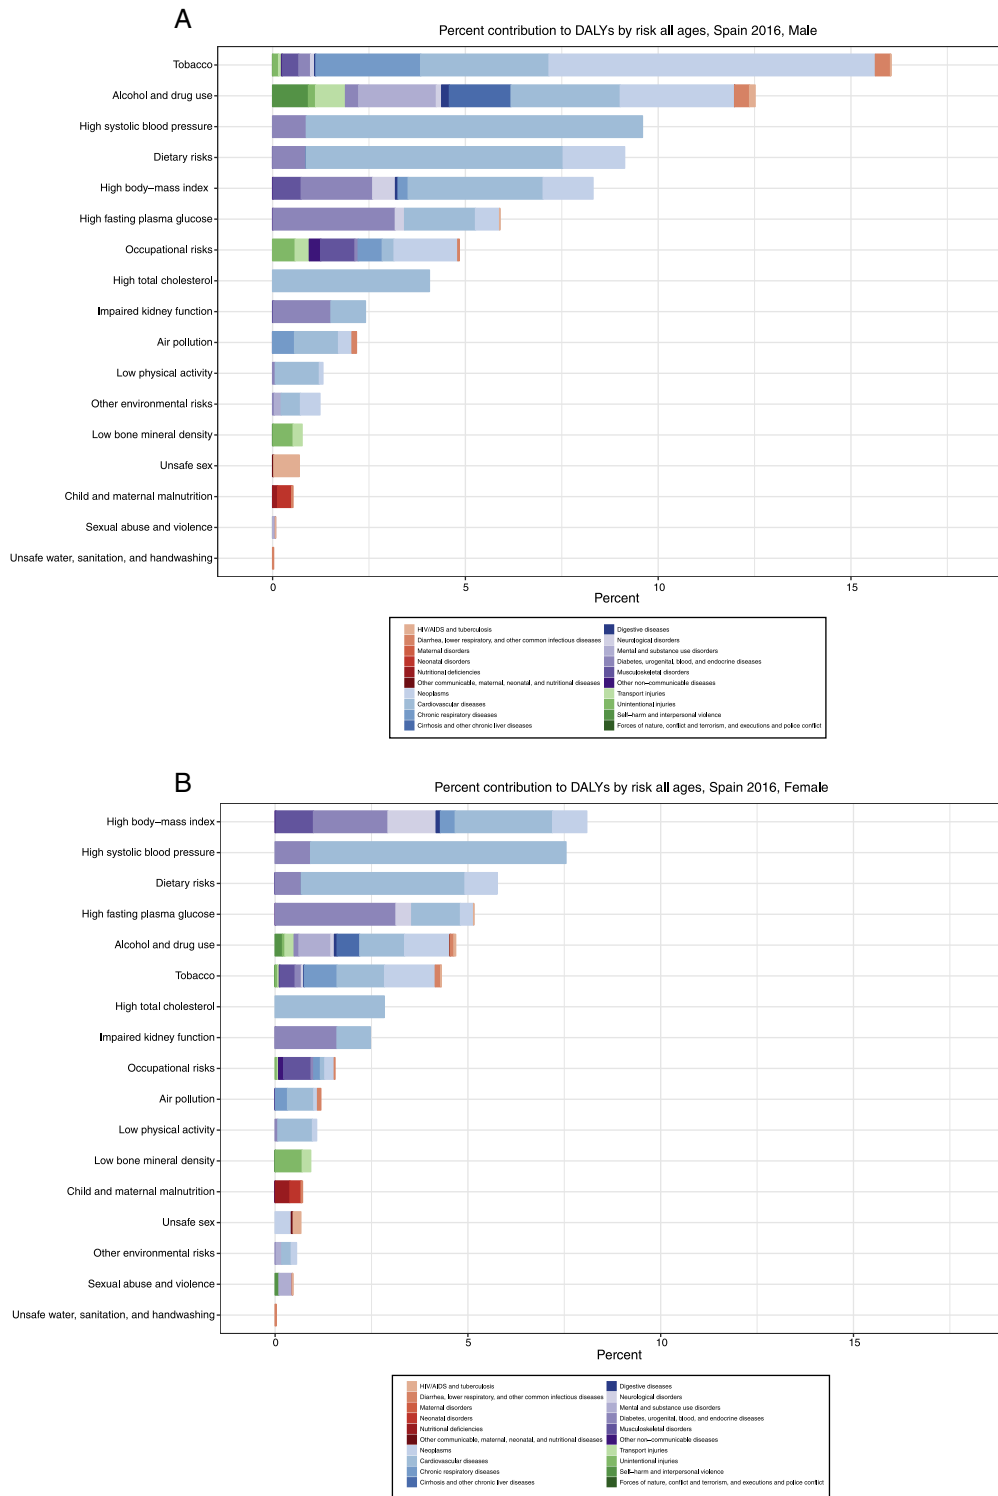 A
Percent contribution to DALYs by risk all ages, Spain 2016, Male
Tobacco
Alcohol and drug use
High systolic blood pressure
Dietary risks
High body–mass index
High fasting plasma glucose
Occupational risks
High total cholesterol
Impaired kidney function
Air pollution
Low physical activity
Other environmental risks
Low bone mineral density
Unsafe sex
Child and maternal malnutrition
Sexual abuse and violence
Unsafe water, sanitation, and handwashing
0 5 10 15
Percent
HIV/AIDS and tuberculosis
Diarrhea, lower respiratory, and other common infectious diseases
Maternal disorders
Neonatal disorders
Nutritional deficiencies
Other communicable, maternal, neonatal, and nutritional diseases
Neoplasms
Cardiovascular diseases
Chronic respiratory diseases
Cirrhosis and other chronic liver diseases
Digestive diseases
Neurological disorders
Mental and substance use disorders
Diabetes, urogenital, blood, and endocrine diseases
Musculoskeletal disorders
Other non–communicable diseases
Transport injuries
Unintentional injuries
Self–harm and interpersonal violence
Forces of nature, conflict and terrorism, and executions and police conflict
B
Percent contribution to DALYs by risk all ages, Spain 2016, Female
High body–mass index
High systolic blood pressure
Dietary risks
High fasting plasma glucose
Alcohol and drug use
Tobacco
High total cholesterol
Impaired kidney function
Occupational risks
Air pollution
Low physical activity
Low bone mineral density
Child and maternal malnutrition
Unsafe sex
Other environmental risks
Sexual abuse and violence
Unsafe water, sanitation, and handwashing
0 5 10 15
Percent
HIV/AIDS and tuberculosis
Diarrhea, lower respiratory, and other common infectious diseases
Maternal disorders
Neonatal disorders
Nutritional deficiencies
Other communicable, maternal, neonatal, and nutritional diseases
Neoplasms
Cardiovascular diseases
Chronic respiratory diseases
Cirrhosis and other chronic liver diseases
Digestive diseases
Neurological disorders
Mental and substance use disorders
Diabetes, urogenital, blood, and endocrine diseases
Musculoskeletal disorders
Other non–communicable diseases
Transport injuries
Unintentional injuries
Self–harm and interpersonal violence
Forces of nature, conflict and terrorism, and executions and police conflict